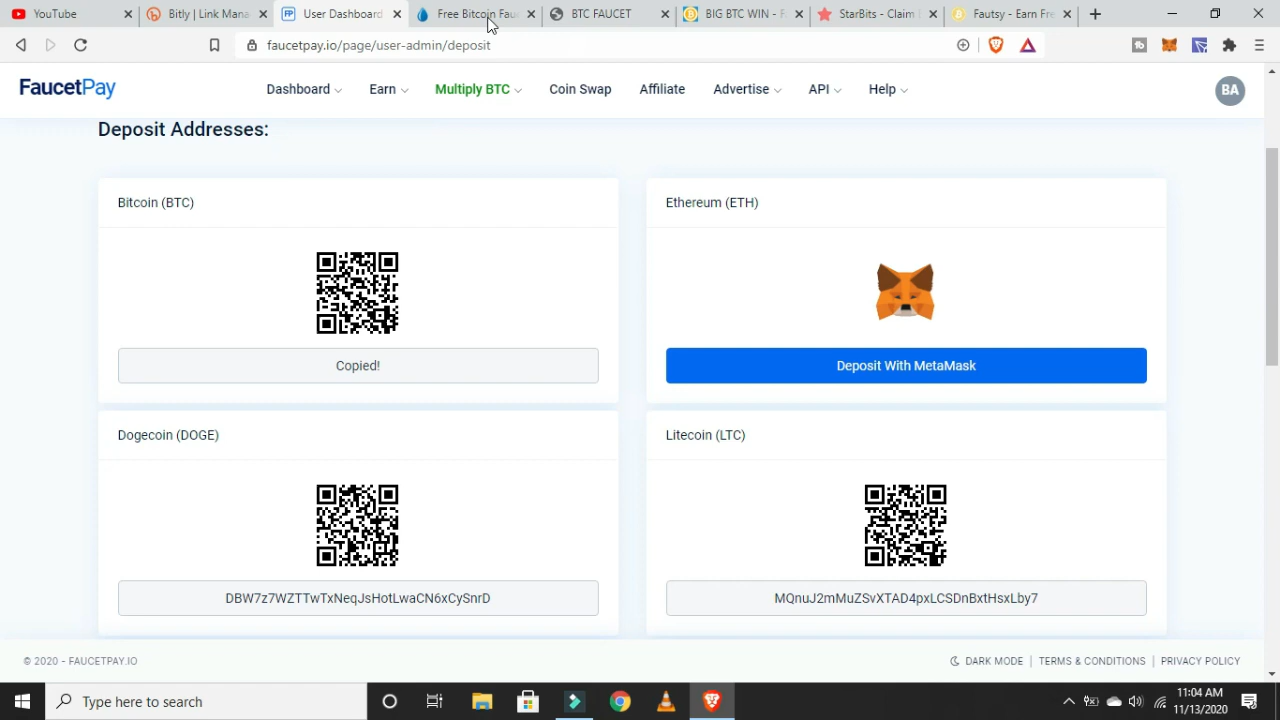 YouTube
Bitly | Link Mana
User Dashboard
Free Bitcoin Fau
BTC FAUCET
BIG BTC WIN - R
StarBits - Claim
Fautsy - Earn Fre
faucetpay.io/page/user-admin/deposit
FaucetPay
Dashboard
Earn
Multiply BTC
Coin Swap
Affiliate
Advertise
API
Help
BA
Deposit Addresses:
Bitcoin (BTC)
Ethereum (ETH)
Copied!
Deposit With MetaMask
Dogecoin (DOGE)
Litecoin (LTC)
DBW7z7WZTTwTxNeqJsHotLwaCN6xCySnrD
MQnuJ2mMuZSvXTAD4pxLCSDnBxtHsxLby7
© 2020 - FAUCETPAY.IO
DARK MODE | TERMS & CONDITIONS | PRIVACY POLICY
Type here to search
11:04 AM
11/13/2020